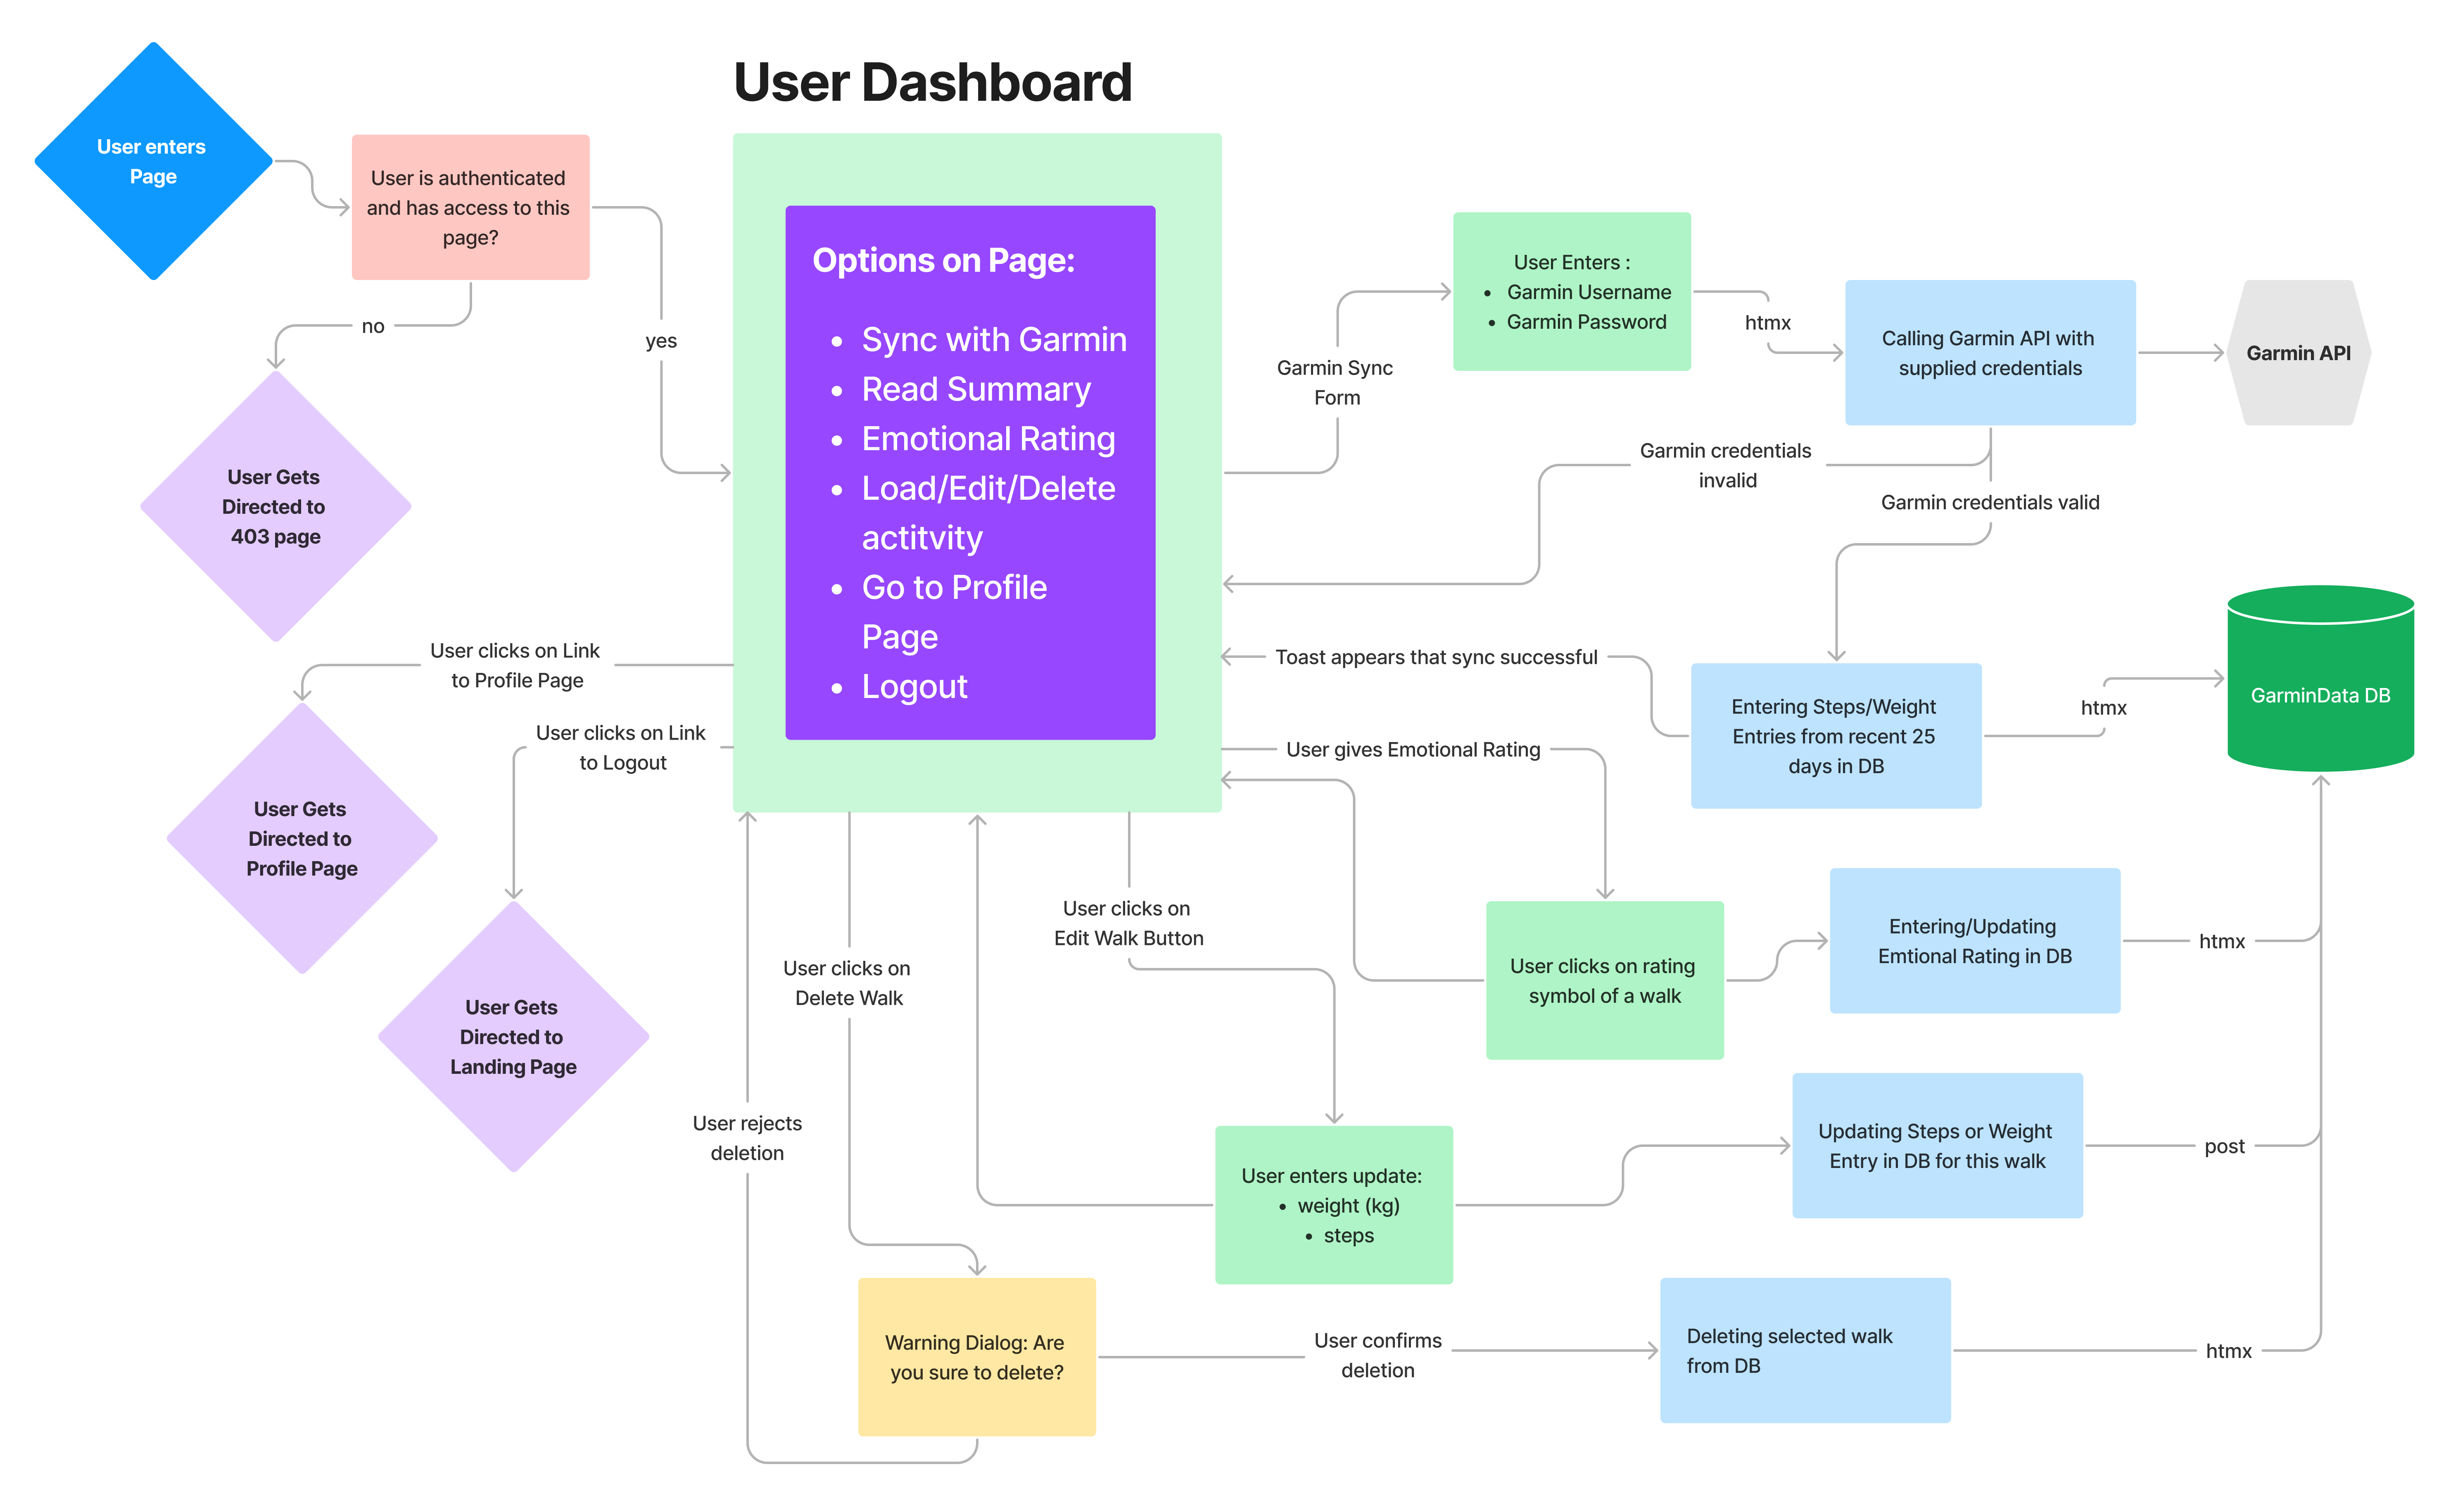 User Dashboard
User enters
Page
User is authenticated
and has access to this
page?
no
yes
User Gets
Directed to
403 page
Options on Page:
• Sync with Garmin
• Read Summary
• Emotional Rating
• Load/Edit/Delete
actitvity
• Go to Profile
Page
• Logout
Garmin Sync
Form
User Enters :
• Garmin Username
• Garmin Password
htmx
Calling Garmin API with
supplied credentials
Garmin API
Garmin credentials
invalid
Garmin credentials valid
Toast appears that sync successful
Entering Steps/Weight
Entries from recent 25
days in DB
htmx
GarminData DB
User clicks on Link
to Profile Page
User clicks on Link
to Logout
User Gets
Directed to
Profile Page
User Gets
Directed to
Landing Page
User gives Emotional Rating
User clicks on rating
symbol of a walk
Entering/Updating
Emtional Rating in DB
htmx
User clicks on
Edit Walk Button
User clicks on
Delete Walk
User rejects
deletion
User enters update:
• weight (kg)
• steps
Updating Steps or Weight
Entry in DB for this walk
post
Warning Dialog: Are
you sure to delete?
User confirms
deletion
Deleting selected walk
from DB
htmx